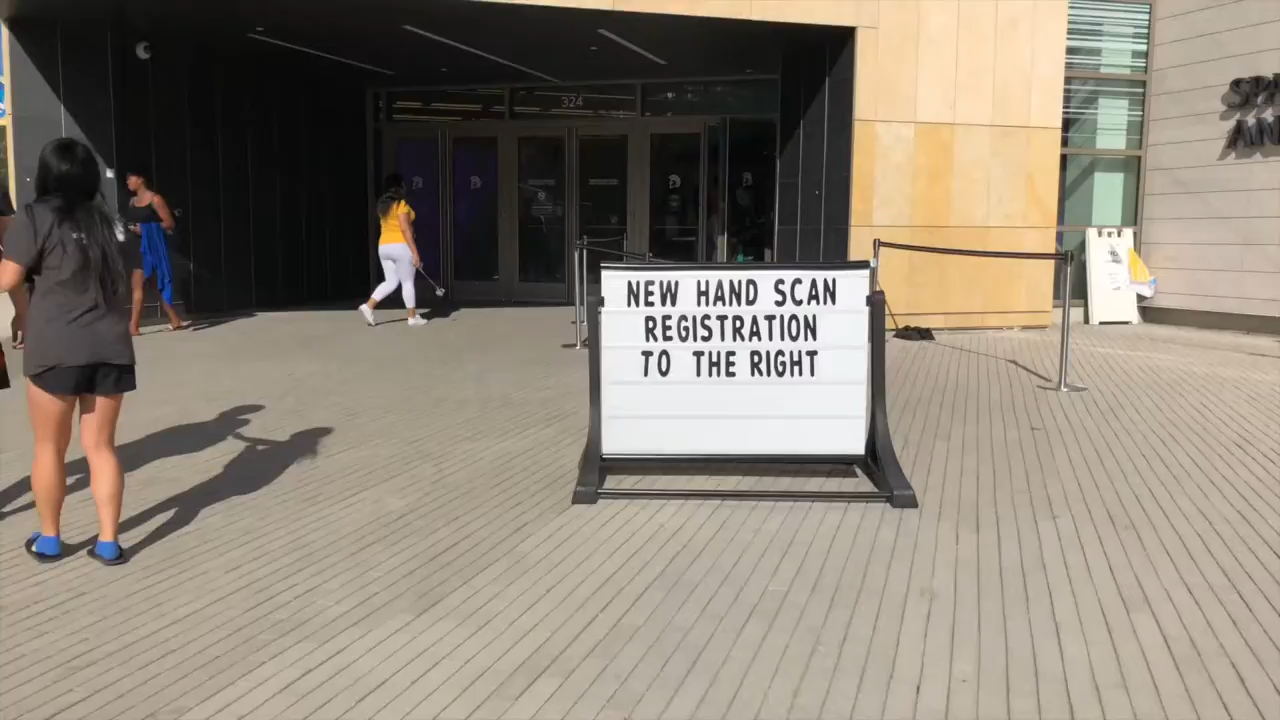 324
NEW HAND SCAN
REGISTRATION
TO THE RIGHT